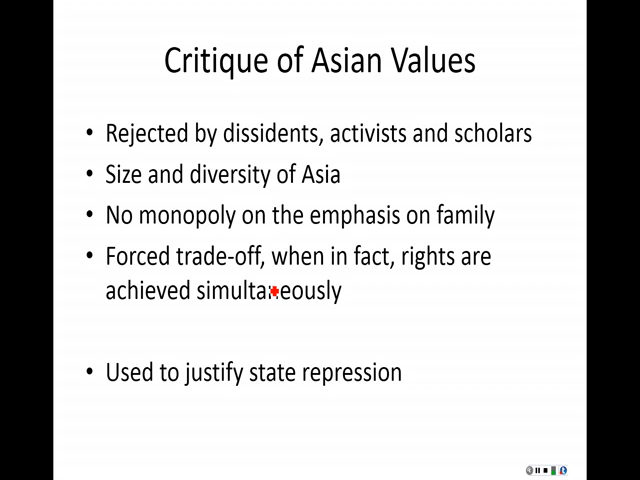 Critique of Asian Values
• Rejected by dissidents, activists and scholars
• Size and diversity of Asia
• No monopoly on the emphasis on family
• Forced trade-off, when in fact, rights are
achieved simultaneously
• Used to justify state repression